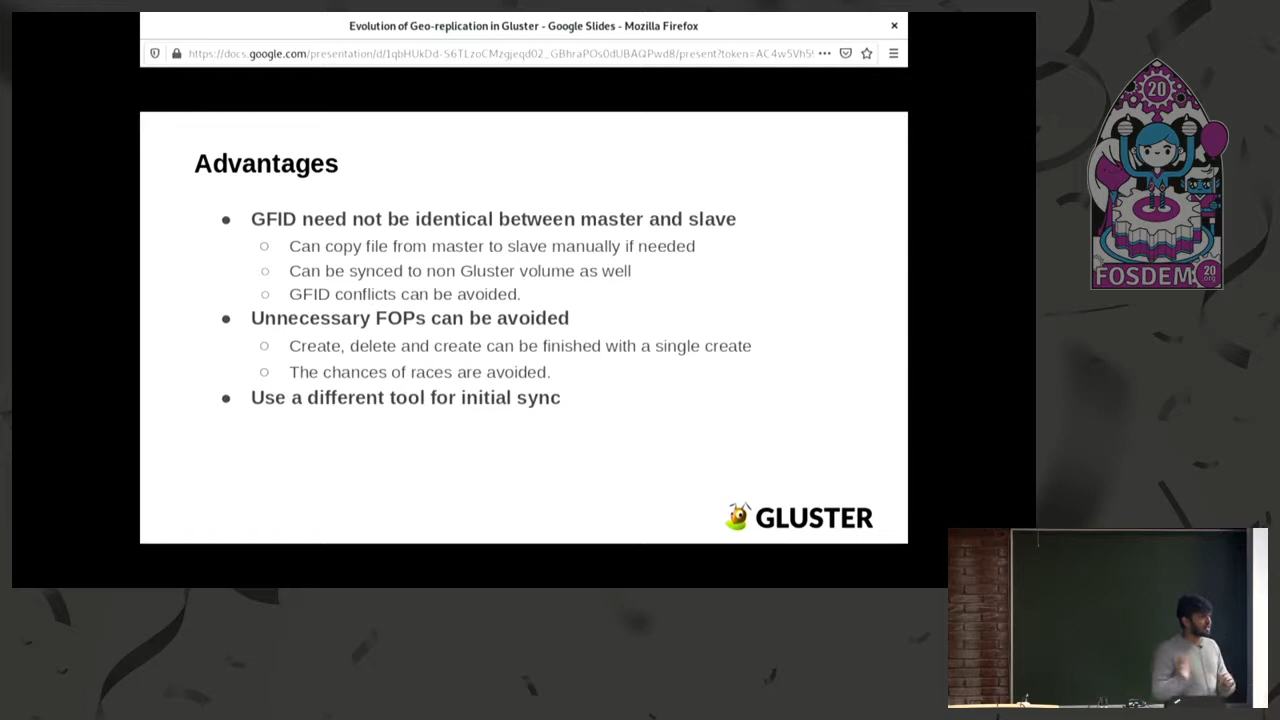 Evolution of Geo-replication in Gluster - Google Slides - Mozilla Firefox
Advantages
● GFID need not be identical between master and slave
○ Can copy file from master to slave manually if needed
○ Can be synced to non Gluster volume as well
○ GFID conflicts can be avoided.
● Unnecessary FOPs can be avoided
○ Create, delete and create can be finished with a single create
○ The chances of races are avoided.
● Use a different tool for initial sync
GLUSTER
20
FOSDEM
20
.org